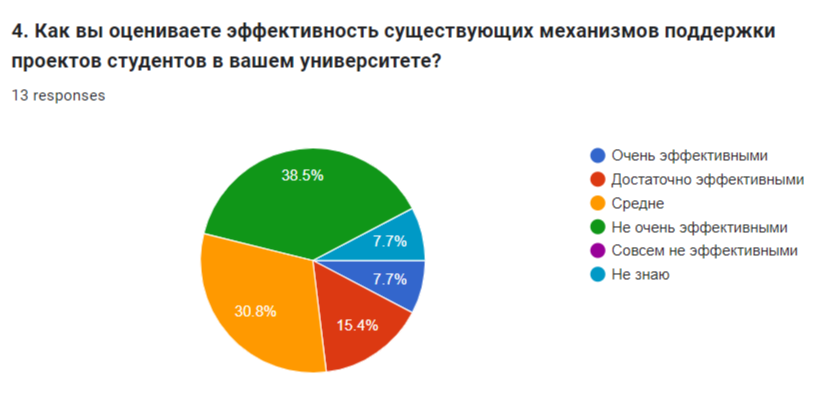 4. Как вы оцениваете эффективность существующих механизмов поддержки
проектов студентов в вашем университете?
13 responses
38.5%
7.7%
7.7%
15.4%
30.8%
Очень эффективными
Достаточно эффективными
Средне
Не очень эффективными
Совсем не эффективными
Не знаю